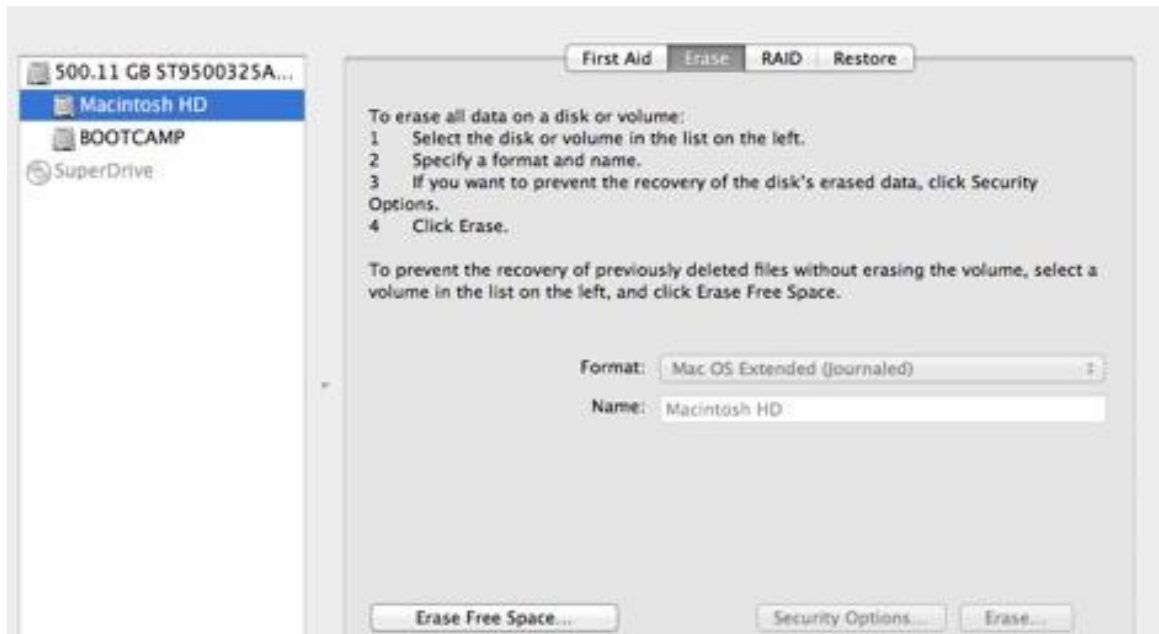 First Aid Erase RAID Restore
500.11 GB ST9500325A...
Macintosh HD
BOOTCAMP
SuperDrive
To erase all data on a disk or volume:
1 Select the disk or volume in the list on the left.
2 Specify a format and name.
3 If you want to prevent the recovery of the disk's erased data, click Security
Options.
4 Click Erase.
To prevent the recovery of previously deleted files without erasing the volume, select a
volume in the list on the left, and click Erase Free Space.
Format: Mac OS Extended (Journaled)
Name: Macintosh HD
Erase Free Space... Security Options... Erase...